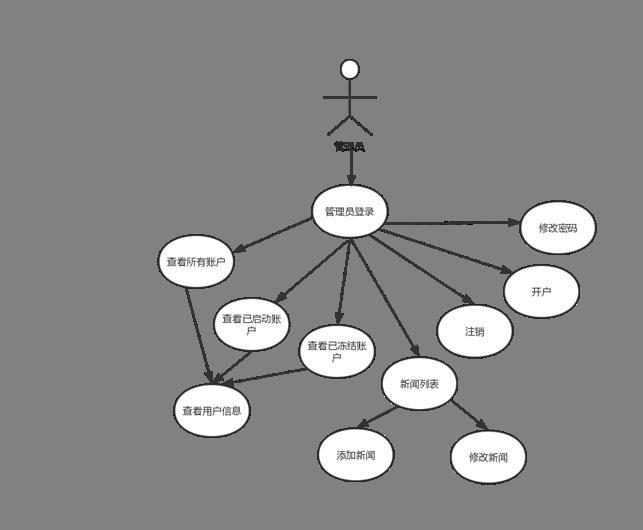 管理员
管理员登录
修改密码
查看所有账户
开户
查看已启动账
户
注销
查看已冻结账
户
新闻列表
查看用户信息
添加新闻
修改新闻